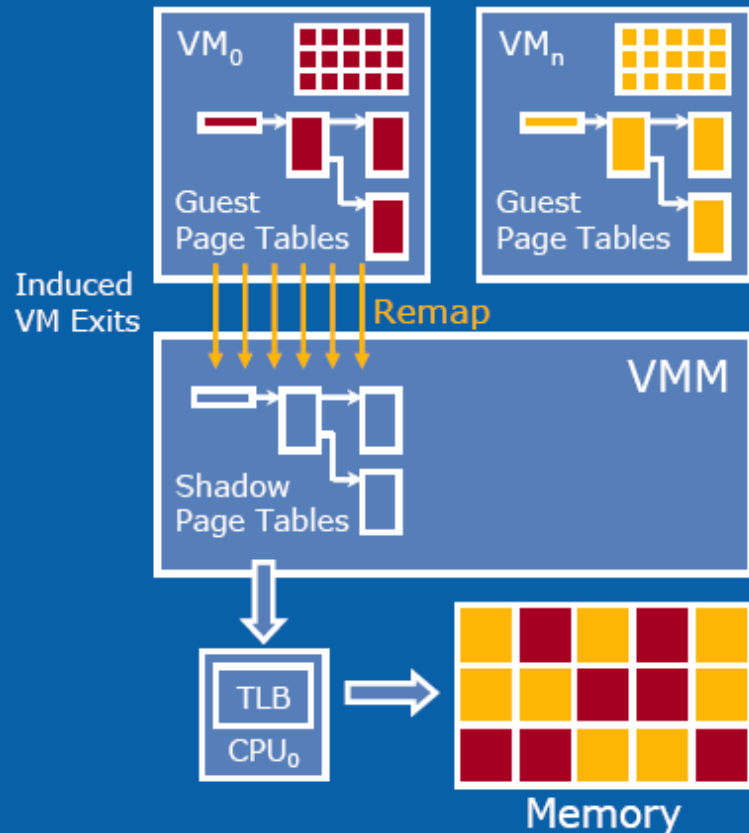 VM₀
VMₙ
Guest
Page Tables
Guest
Page Tables
Induced
VM Exits
Remap
VMM
Shadow
Page Tables
TLB
CPU₀
Memory